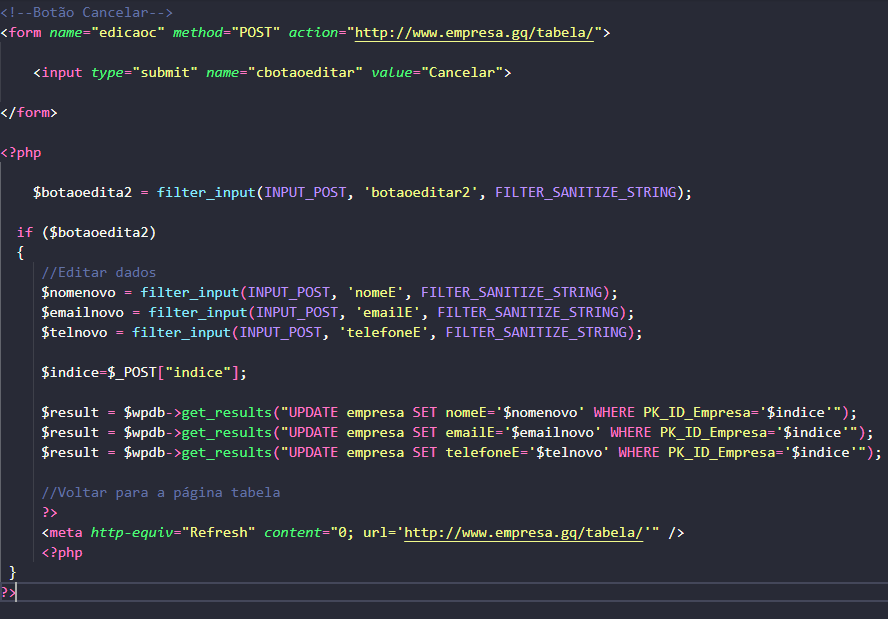 <!--Botão Cancelar-->
<form name="edicaoc" method="POST" action="http://www.empresa.gq/tabela/">
<input type="submit" name="cbotaoeditar" value="Cancelar">
</form>
<?php
$botaoedita2 = filter_input(INPUT_POST, 'botaoeditar2', FILTER_SANITIZE_STRING);
if ($botaoedita2)
{
//Editar dados
$nomenovo = filter_input(INPUT_POST, 'nomeE', FILTER_SANITIZE_STRING);
$emailnovo = filter_input(INPUT_POST, 'emailE', FILTER_SANITIZE_STRING);
$telnovo = filter_input(INPUT_POST, 'telefoneE', FILTER_SANITIZE_STRING);
$indice=$_POST["indice"];
$result = $wpdb->get_results("UPDATE empresa SET nomeE='$nomenovo' WHERE PK_ID_Empresa='$indice'");
$result = $wpdb->get_results("UPDATE empresa SET emailE='$emailnovo' WHERE PK_ID_Empresa='$indice'");
$result = $wpdb->get_results("UPDATE empresa SET telefoneE='$telnovo' WHERE PK_ID_Empresa='$indice'");
//Voltar para a página tabela
?>
<meta http-equiv="Refresh" content="0; url='http://www.empresa.gq/tabela/'" />
<?php
}
?>